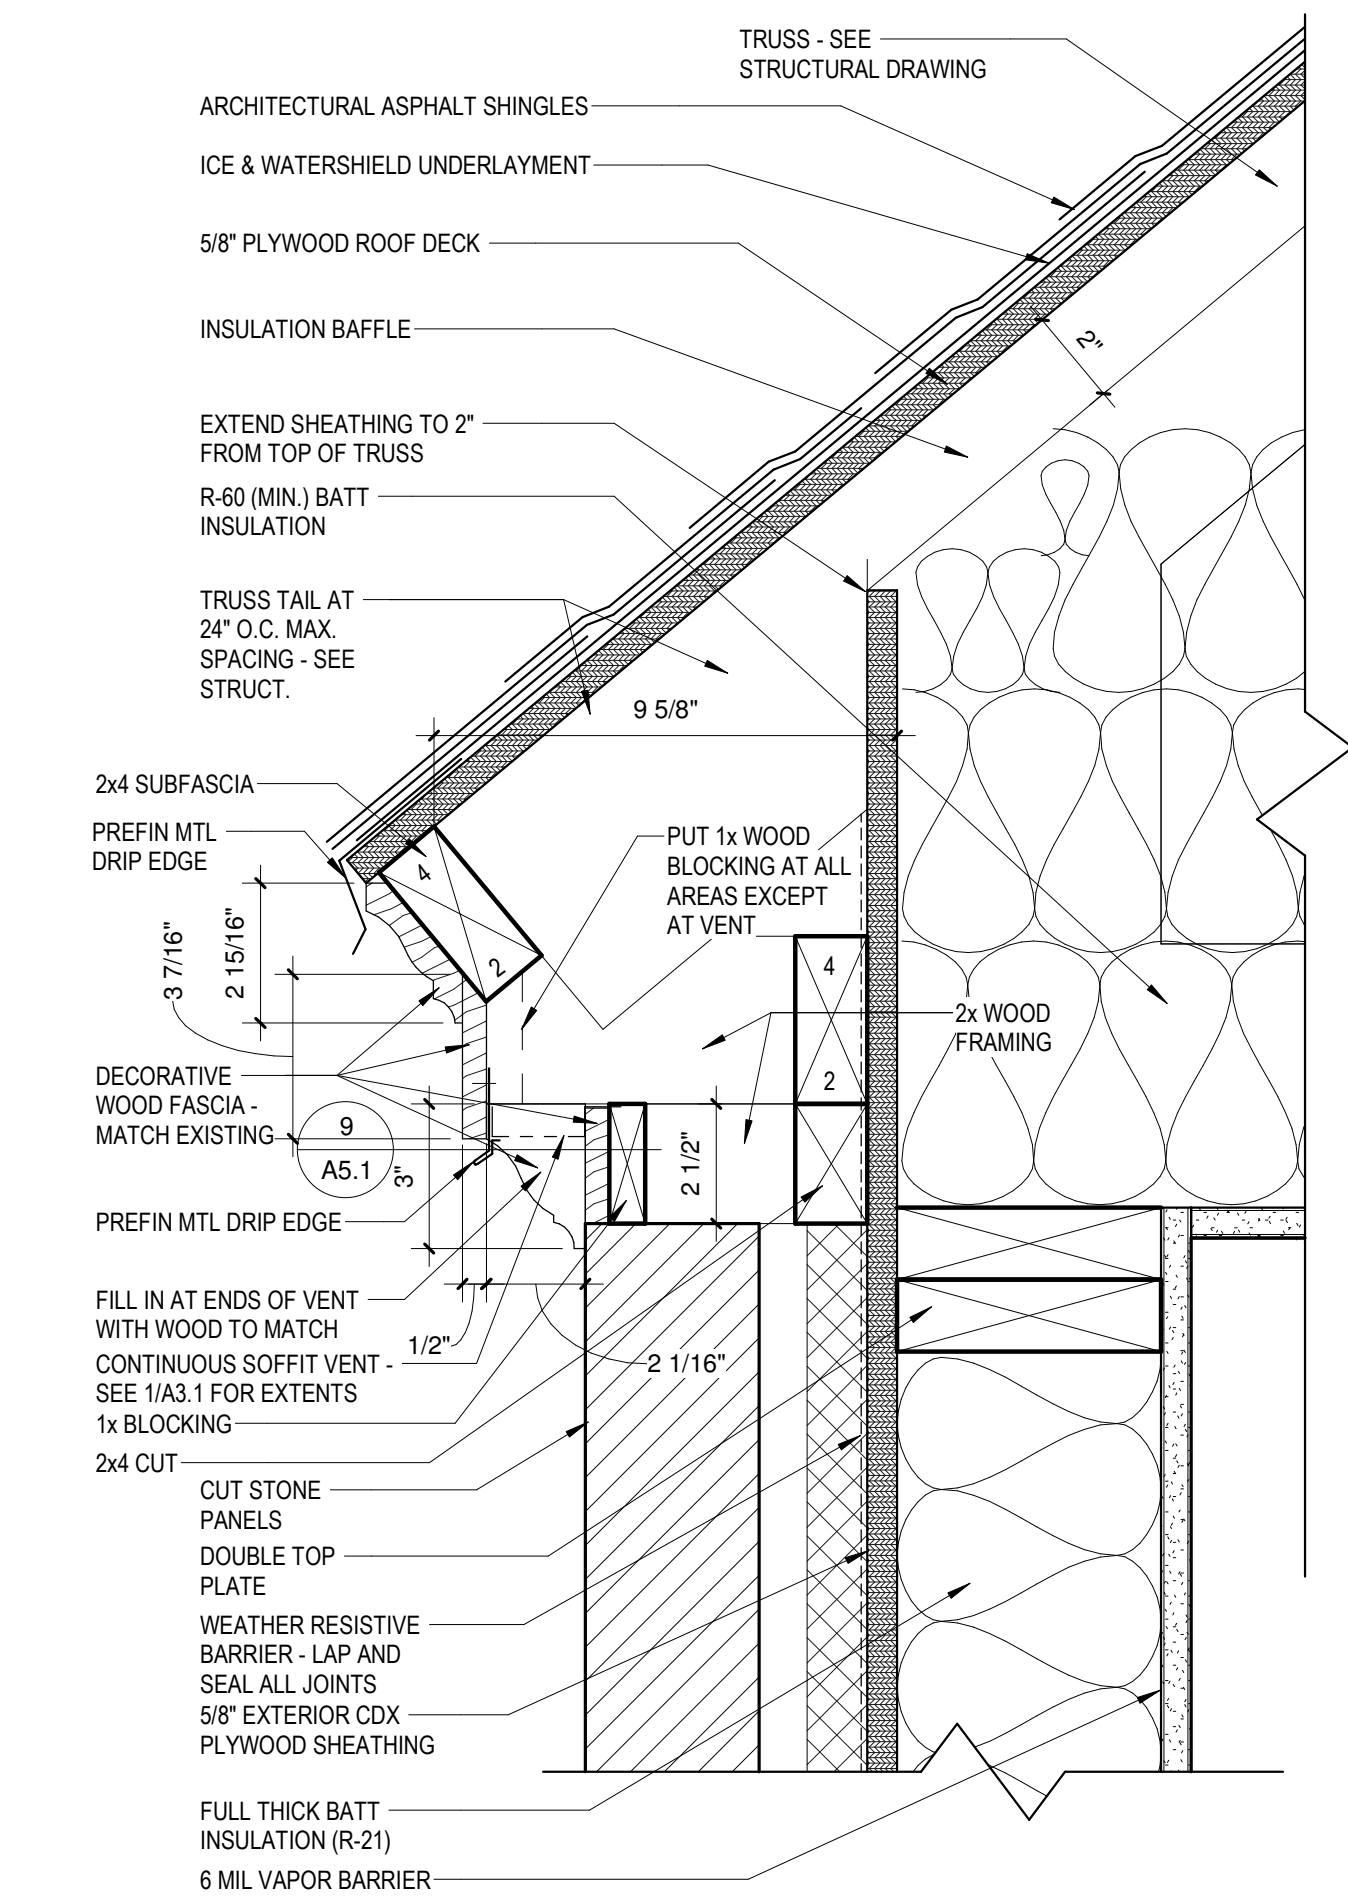 TRUSS - SEE
STRUCTURAL DRAWING
ARCHITECTURAL ASPHALT SHINGLES
ICE & WATERSHIELD UNDERLAYMENT
5/8" PLYWOOD ROOF DECK
INSULATION BAFFLE
2"
EXTEND SHEATHING TO 2"
FROM TOP OF TRUSS
R-60 (MIN.) BATT
INSULATION
TRUSS TAIL AT
24" O.C. MAX.
SPACING - SEE
STRUCT.
9 5/8"
2x4 SUBFASCIA
PREFIN MTL
DRIP EDGE
4
2
PUT 1x WOOD
BLOCKING AT ALL
AREAS EXCEPT
AT VENT
3 7/16"
2 15/16"
4
2
2x WOOD
FRAMING
DECORATIVE
WOOD FASCIA -
MATCH EXISTING
9
A5.1
3"
2 1/2"
PREFIN MTL DRIP EDGE
FILL IN AT ENDS OF VENT
WITH WOOD TO MATCH
1/2"
2 1/16"
CONTINUOUS SOFFIT VENT -
SEE 1/A3.1 FOR EXTENTS
1x BLOCKING
2x4 CUT
CUT STONE
PANELS
DOUBLE TOP
PLATE
WEATHER RESISTIVE
BARRIER - LAP AND
SEAL ALL JOINTS
5/8" EXTERIOR CDX
PLYWOOD SHEATHING
FULL THICK BATT
INSULATION (R-21)
6 MIL VAPOR BARRIER